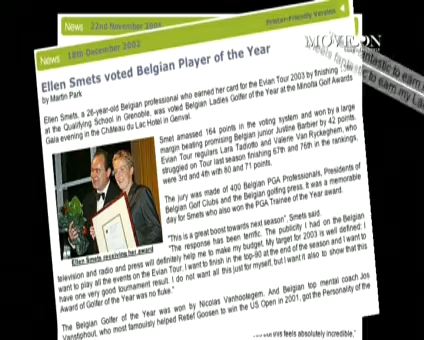 News 22nd November 200
Printer-Friendly Version
News 18th December 2002
MOVIEON
fantastic to earn
feels fantastic to earn my La
Ellen Smets voted Belgian Player of the Year
by Martin Park
Ellen Smets, a 26-year-old Belgian professional who earned her card for the Evian Tour 2003 by finishing
at the Qualifying School in Grenoble, was voted Belgian Ladies Golfer of the Year at the Minolta Golf Awards
Gala evening in the Château du Lac Hotel in Genval.
Smet amassed 164 points in the voting system and won by a large
margin beating promising Belgian junior Justine Barbier by 42 points.
Evian Tour regulars Lara Tadiotto and Valerie Van Ryckeghem, who
struggled on Tour last season finishing 67th and 76th in the rankings,
were 3rd and 4th with 80 and 71 points.
The jury was made of 400 Belgian PGA Professionals, Presidents of
Belgian Golf Clubs and the Belgian golfing press. It was a memorable
day for Smets who also won the PGA Trainee of the Year award.
"This is a great boost towards next season", Smets said.
"The response has been terrific. The publicity I had on the Belgian
Ellen Smets receiving her award
television and radio and press will definitely help me to make my budget. My target for 2003 is well defined: I
want to play all the events on the Evian Tour. I want to finish in the top-90 at the end of the season and I want to
have one very good tournament result. I do not want all this just for myself, but I want it also to show that this
Award of Golfer of the Year was no fluke."
The Belgian Golfer of the Year was won by Nicolas Vanhootegem. And Belgian top mental coach Jos
Vanstiphout, who most famously helped Retief Goosen to win the US Open in 2001, got the Personality of the
feels absolutely incredible,"